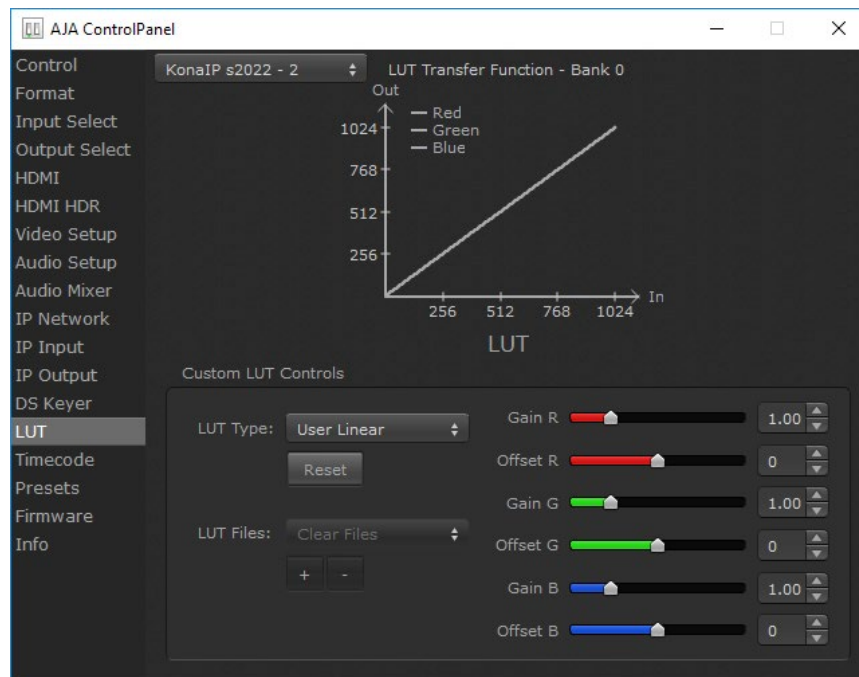 AJA ControlPanel
Control
Format
Input Select
Output Select
HDMI
HDMI HDR
Video Setup
Audio Setup
Audio Mixer
IP Network
IP Input
IP Output
DS Keyer
LUT
Timecode
Presets
Firmware
Info
KonaIP s2022 - 2
LUT Transfer Function - Bank 0
Out
Red
Green
Blue
1024
768
512
256
256 512 768 1024
In
LUT
Custom LUT Controls
LUT Type: User Linear
Reset
LUT Files: Clear Files
+ -
Gain R 1.00
Offset R 0
Gain G 1.00
Offset G 0
Gain B 1.00
Offset B 0